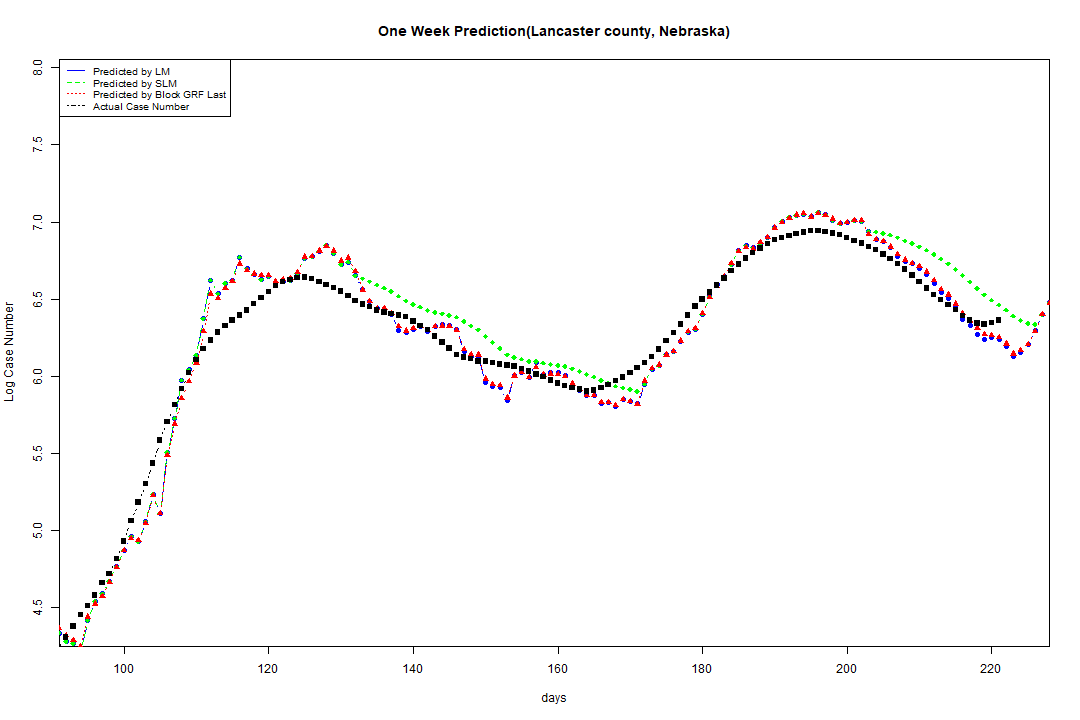 One Week Prediction(Lancaster county, Nebraska)
Predicted by LM
Predicted by SLM
Predicted by Block GRF Last
Actual Case Number
8.0
7.5
7.0
6.5
6.0
5.5
5.0
4.5
Log Case Number
100 120 140 160 180 200 220
days